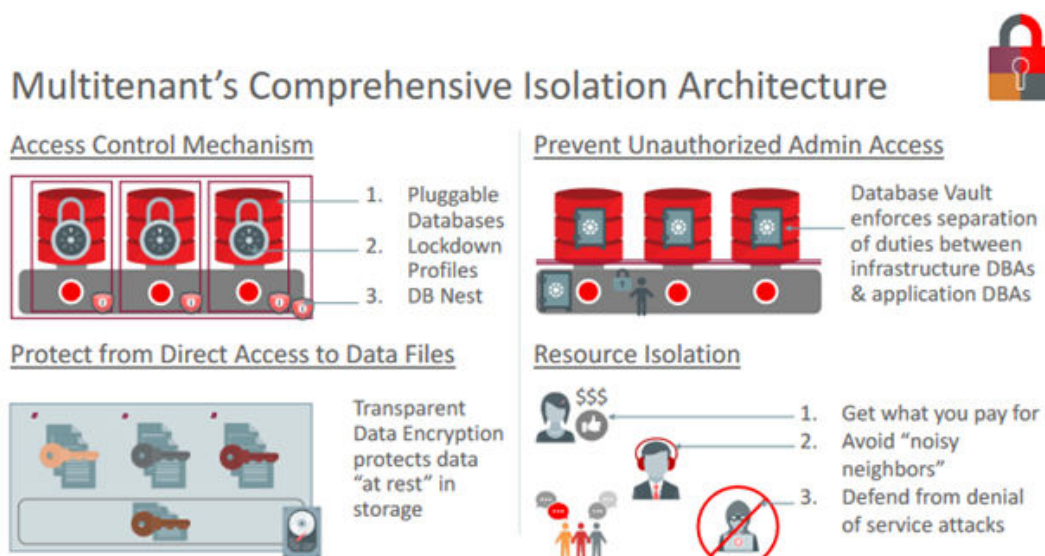 Multitenant's Comprehensive Isolation Architecture
Access Control Mechanism
1. Pluggable
Databases
2. Lockdown
Profiles
3. DB Nest
Prevent Unauthorized Admin Access
Database Vault
enforces separation
of duties between
infrastructure DBAs
& application DBAs
Protect from Direct Access to Data Files
Transparent
Data Encryption
protects data
"at rest" in
storage
Resource Isolation
$$$
1. Get what you pay for
2. Avoid "noisy
neighbors"
3. Defend from denial
of service attacks